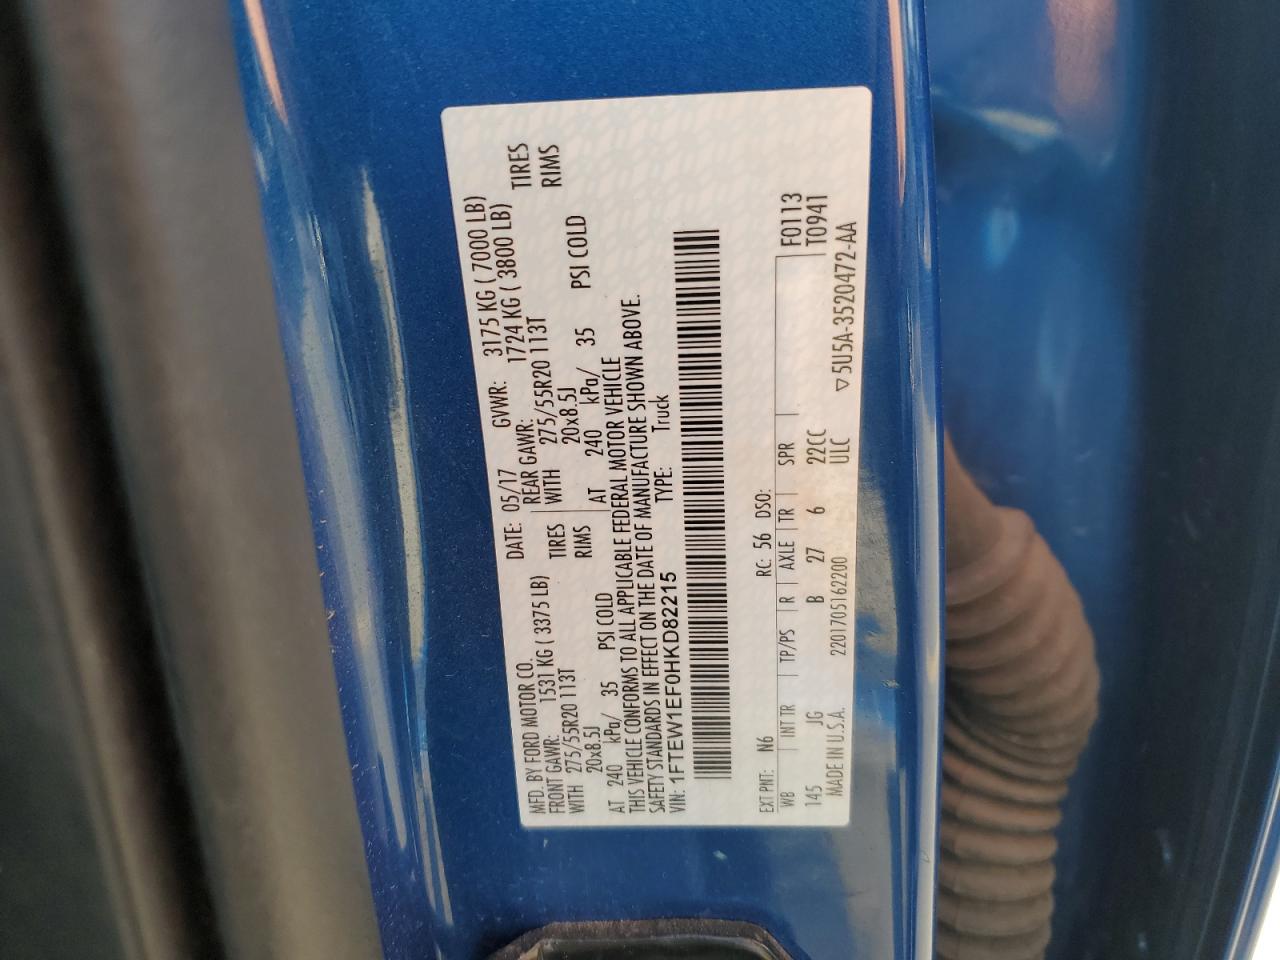 MFD. BY FORD MOTOR CO. DATE: 05/17 GVWR: 3175 KG ( 7000 LB)
FRONT GAWR: 1531 KG ( 3375 LB) REAR GAWR: 1724 KG ( 3800 LB)
WITH 275/55R20 113T TIRES WITH 275/55R20 113T TIRES
20x8.5J RIMS 20x8.5J RIMS
AT 240 kPa/ 35 PSI COLD AT 240 kPa/ 35 PSI COLD
THIS VEHICLE CONFORMS TO ALL APPLICABLE FEDERAL MOTOR VEHICLE
SAFETY STANDARDS IN EFFECT ON THE DATE OF MANUFACTURE SHOWN ABOVE.
VIN: 1FTEW1EF0HKD82215 TYPE: Truck
EXT PNT: N6 RC: 56 DSO: F0113
WB INT TR TP/PS R AXLE TR SPR T0941
145 JG B 27 6 22CC
MADE IN U.S.A. 2201705162200 ULC ▽5U5A-3520472-AA